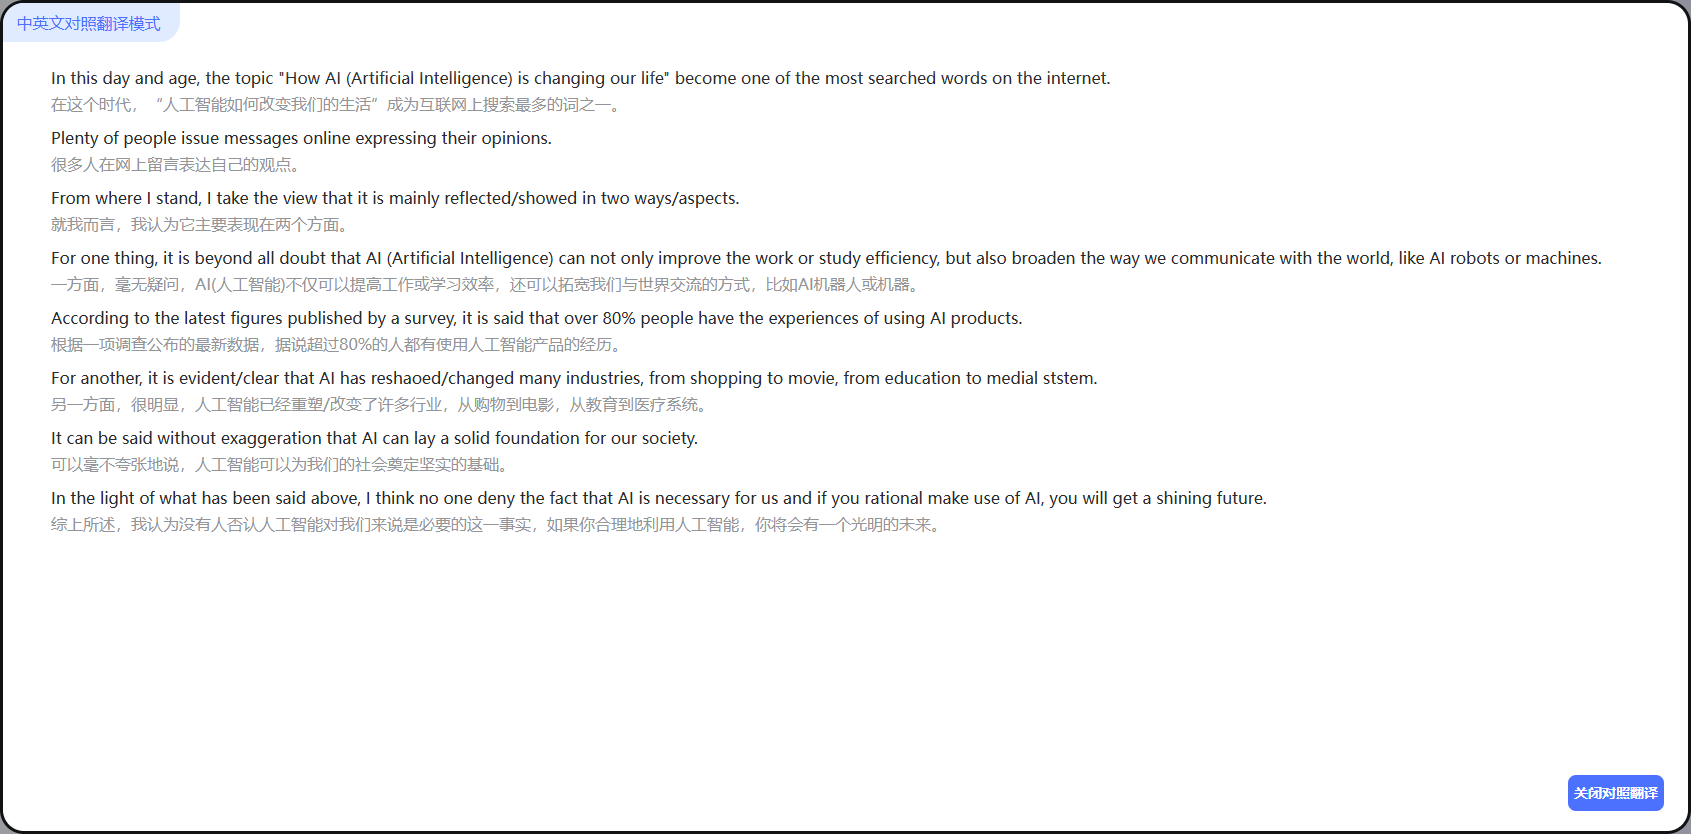 中英文对照翻译模式
In this day and age, the topic "How AI (Artificial Intelligence) is changing our life" become one of the most searched words on the internet.
在这个时代，“人工智能如何改变我们的生活”成为互联网上搜索最多的词之一。
Plenty of people issue messages online expressing their opinions.
很多人在网上留言表达自己的观点。
From where I stand, I take the view that it is mainly reflected/showed in two ways/aspects.
就我而言，我认为它主要表现在两个方面。
For one thing, it is beyond all doubt that AI (Artificial Intelligence) can not only improve the work or study efficiency, but also broaden the way we communicate with the world, like AI robots or machines.
一方面，毫无疑问，AI(人工智能)不仅可以提高工作或学习效率，还可以拓宽我们与世界交流的方式，比如AI机器人或机器。
According to the latest figures published by a survey, it is said that over 80% people have the experiences of using AI products.
根据一项调查公布的最新数据，据说超过80%的人都有使用人工智能产品的经历。
For another, it is evident/clear that AI has reshaoed/changed many industries, from shopping to movie, from education to medial ststem.
另一方面，很明显，人工智能已经重塑/改变了许多行业，从购物到电影，从教育到医疗系统。
It can be said without exaggeration that AI can lay a solid foundation for our society.
可以毫不夸张地说，人工智能可以为我们的社会奠定坚实的基础。
In the light of what has been said above, I think no one deny the fact that AI is necessary for us and if you rational make use of AI, you will get a shining future.
综上所述，我认为没有人否认人工智能对我们来说是必要的这一事实，如果你合理地利用人工智能，你将会有一个光明的未来。
关闭对照翻译